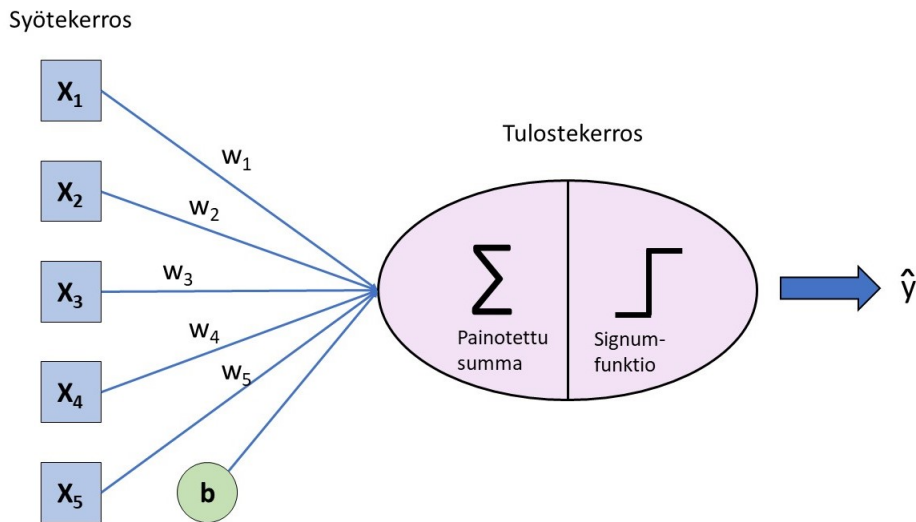 Syötekerros
X₁
X₂
X₃
X₄
X₅
w₁
w₂
w₃
w₄
w₅
b
Tulostekerros
Σ
Painotettu
summa
Signum-
funktio
ŷ